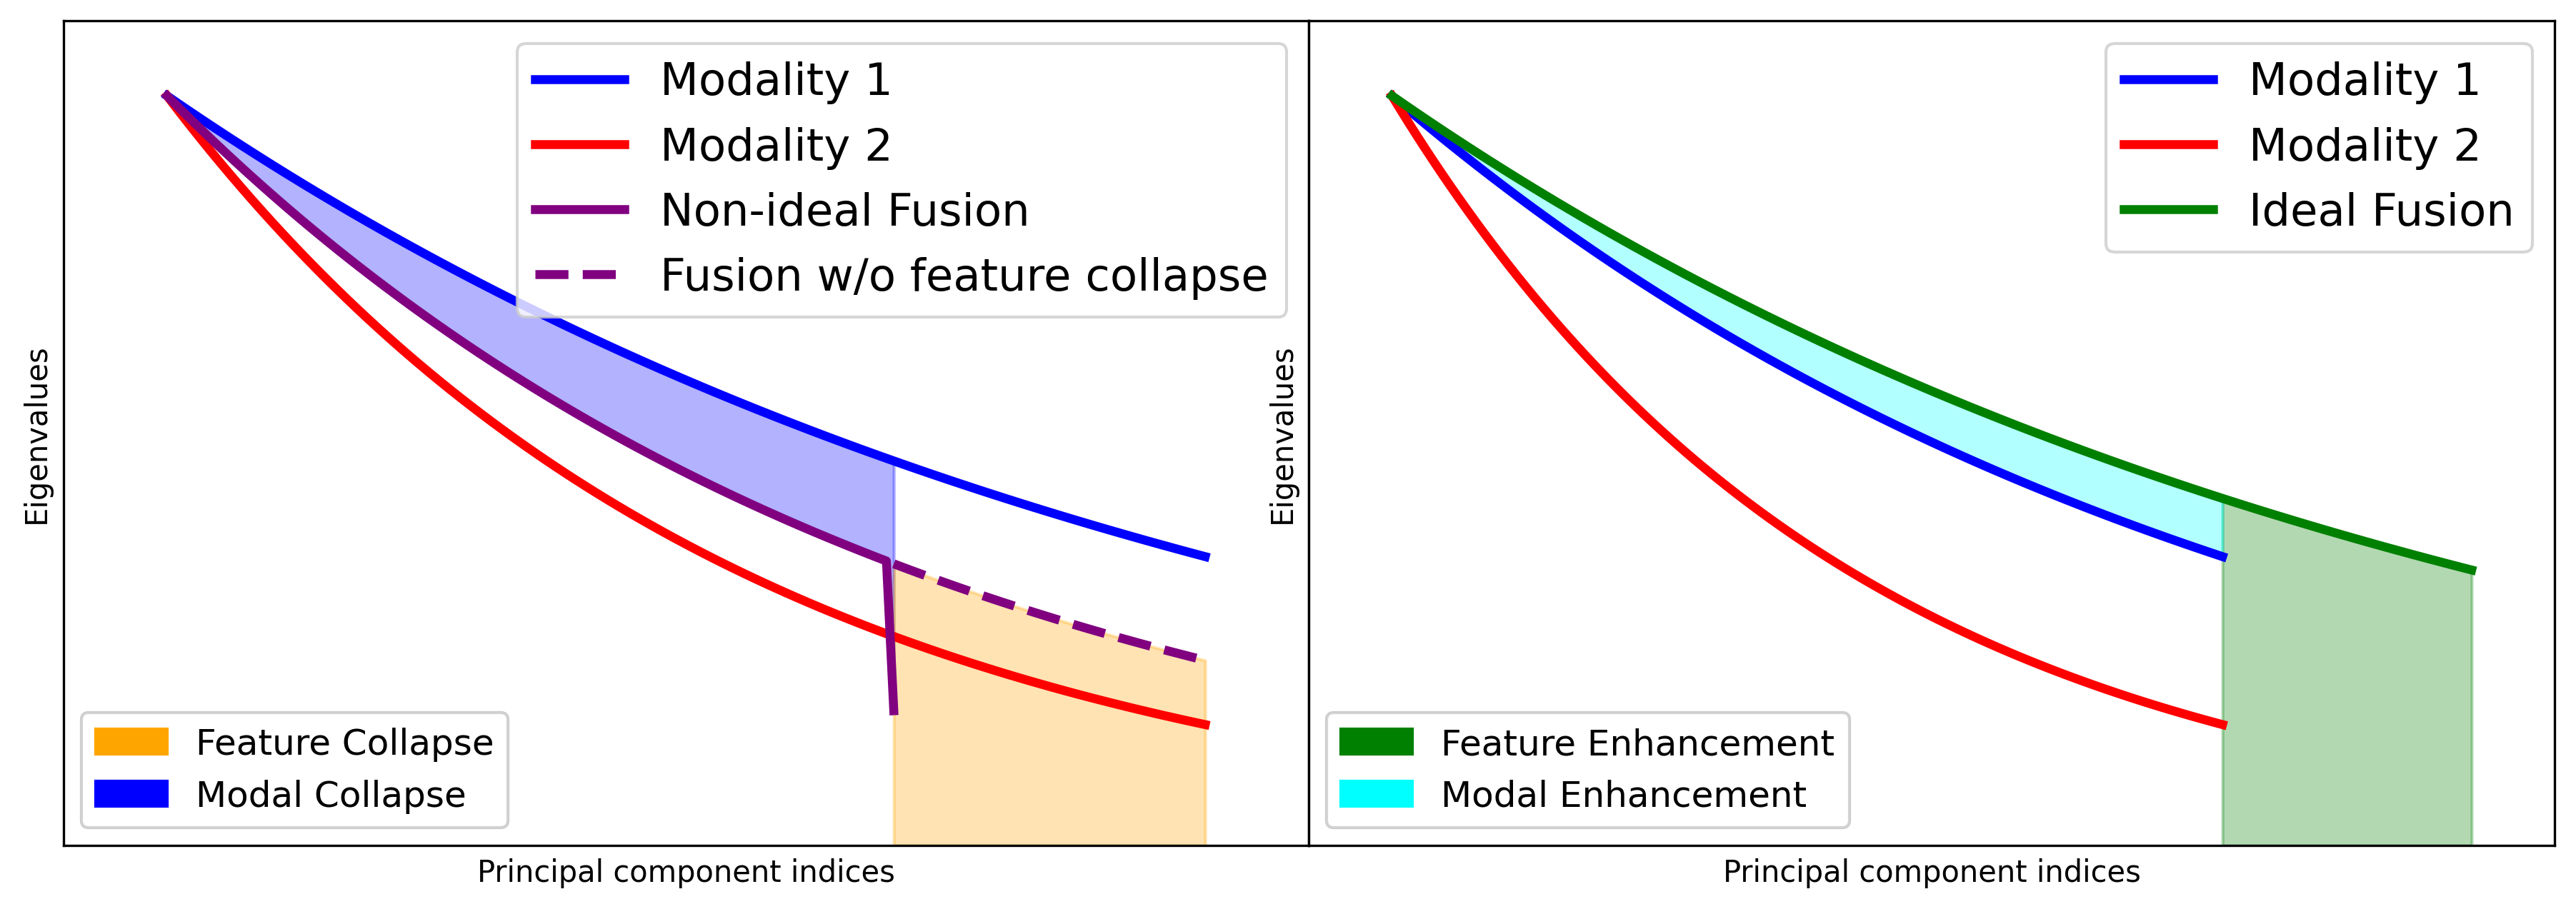 Modality 1
Modality 2
Non-ideal Fusion
Fusion w/o feature collapse
Eigenvalues
Feature Collapse
Modal Collapse
Principal component indices
Modality 1
Modality 2
Ideal Fusion
Eigenvalues
Feature Enhancement
Modal Enhancement
Principal component indices